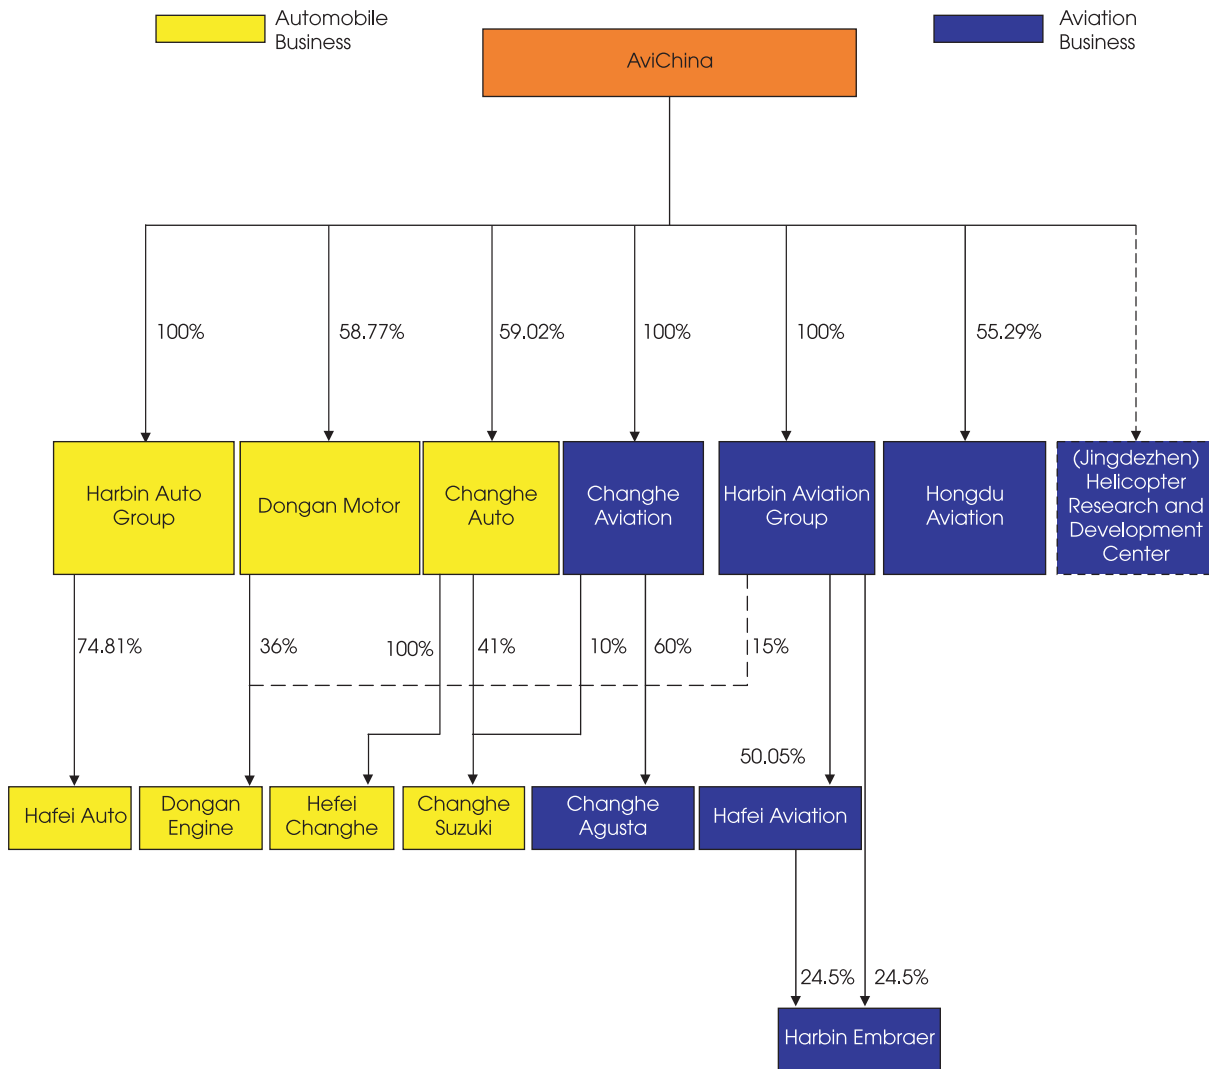 Automobile
Business
AviChina
Aviation
Business
100%
58.77%
59.02%
100%
100%
55.29%
Harbin Auto
Group
Dongan Motor
Changhe
Auto
Changhe
Aviation
Harbin Aviation
Group
Hongdu
Aviation
(Jingdezhen)
Helicopter
Research and
Development
Center
74.81%
36%
100%
41%
10%
60%
15%
50.05%
Hafei Auto
Dongan
Engine
Hefei
Changhe
Changhe
Suzuki
Changhe
Agusta
Hafei Aviation
24.5%
24.5%
Harbin Embraer